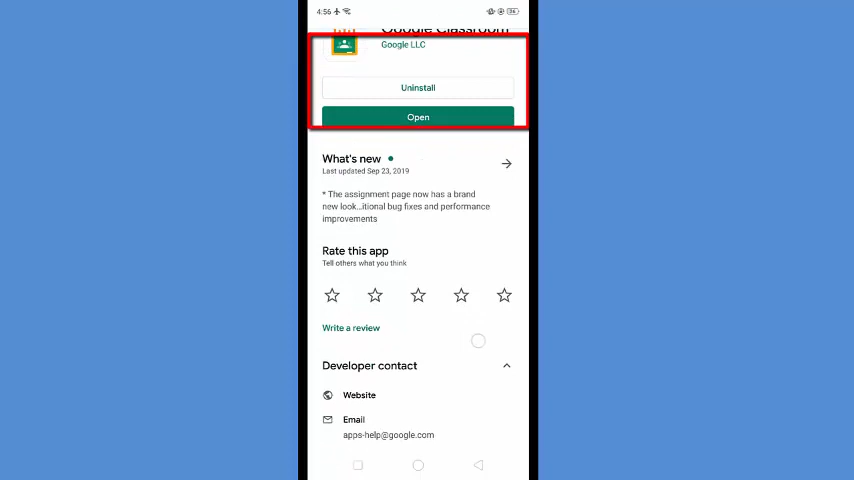 4:56
Google Classroom
Google LLC
Uninstall
Open
What's new
Last updated Sep 23, 2019
* The assignment page now has a brand
new look...itional bug fixes and performance
improvements
Rate this app
Tell others what you think
Write a review
Developer contact
Website
Email
apps-help@google.com